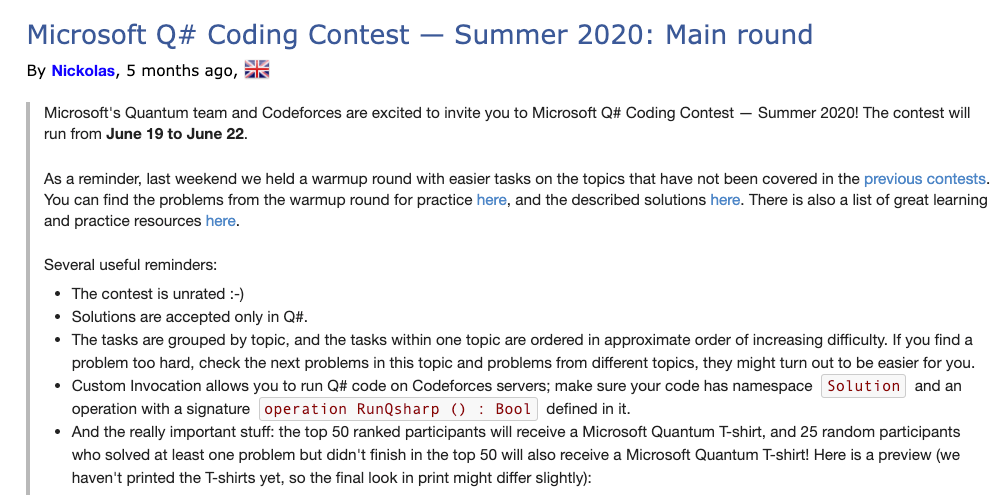 Microsoft Q# Coding Contest — Summer 2020: Main round
By Nickolas, 5 months ago,
Microsoft's Quantum team and Codeforces are excited to invite you to Microsoft Q# Coding Contest — Summer 2020! The contest will
run from June 19 to June 22.
As a reminder, last weekend we held a warmup round with easier tasks on the topics that have not been covered in the previous contests.
You can find the problems from the warmup round for practice here, and the described solutions here. There is also a list of great learning
and practice resources here.
Several useful reminders:
• The contest is unrated :-)
• Solutions are accepted only in Q#.
• The tasks are grouped by topic, and the tasks within one topic are ordered in approximate order of increasing difficulty. If you find a
problem too hard, check the next problems in this topic and problems from different topics, they might turn out to be easier for you.
• Custom Invocation allows you to run Q# code on Codeforces servers; make sure your code has namespace Solution and an
operation with a signature operation RunQsharp () : Bool defined in it.
• And the really important stuff: the top 50 ranked participants will receive a Microsoft Quantum T-shirt, and 25 random participants
who solved at least one problem but didn't finish in the top 50 will also receive a Microsoft Quantum T-shirt! Here is a preview (we
haven't printed the T-shirts yet, so the final look in print might differ slightly):